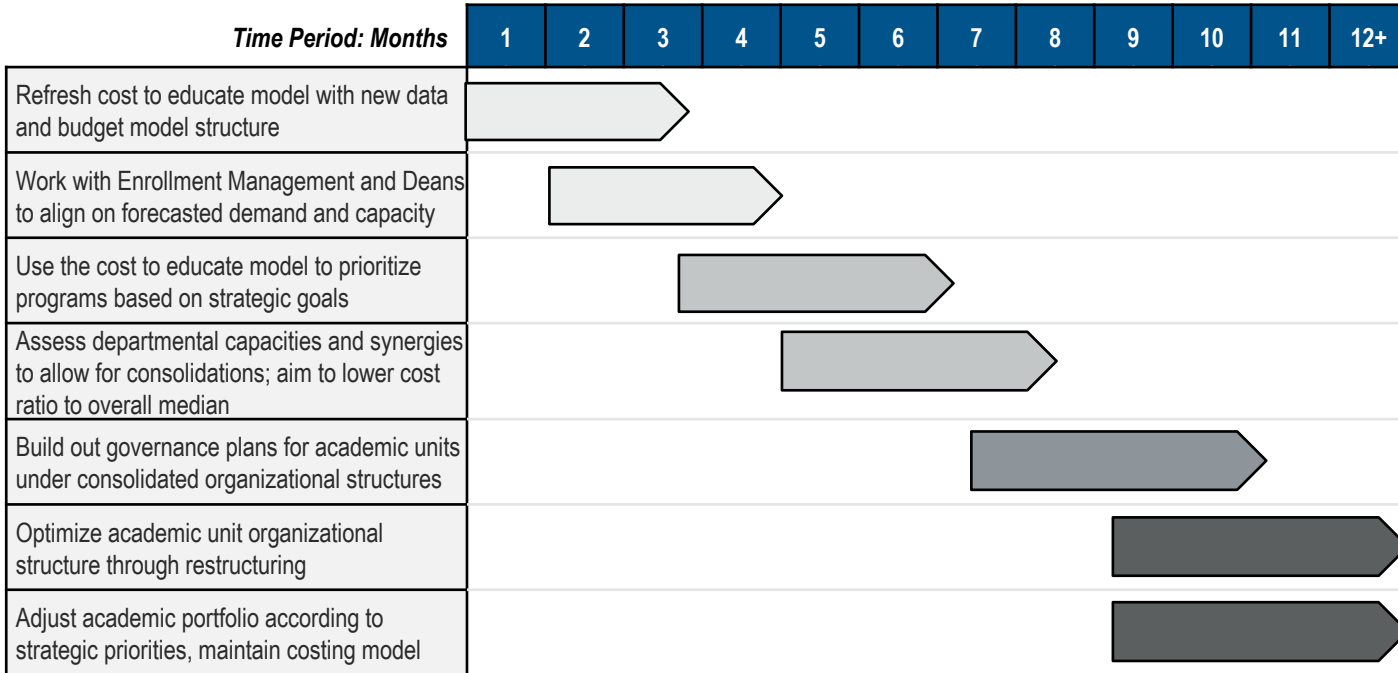 Time Period: Months 1 2 3 4 5 6 7 8 9 10 11 12+
Refresh cost to educate model with new data
and budget model structure
Work with Enrollment Management and Deans
to align on forecasted demand and capacity
Use the cost to educate model to prioritize
programs based on strategic goals
Assess departmental capacities and synergies
to allow for consolidations; aim to lower cost
ratio to overall median
Build out governance plans for academic units
under consolidated organizational structures
Optimize academic unit organizational
structure through restructuring
Adjust academic portfolio according to
strategic priorities, maintain costing model